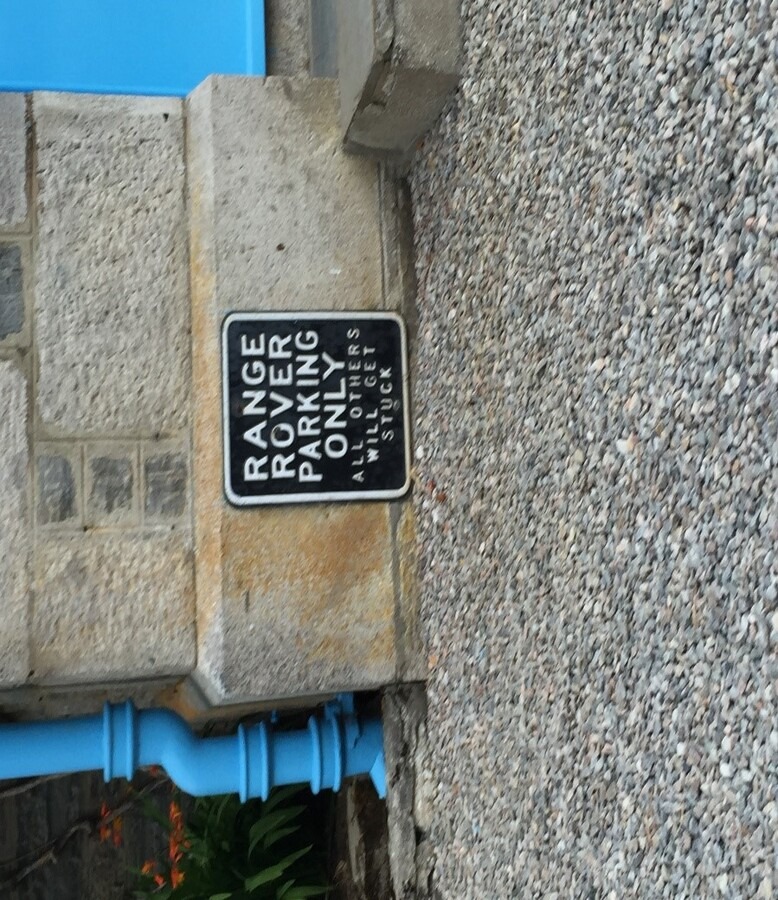 RANGE
ROVER
PARKING
ONLY
ALL OTHERS
WILL GET
STUCK